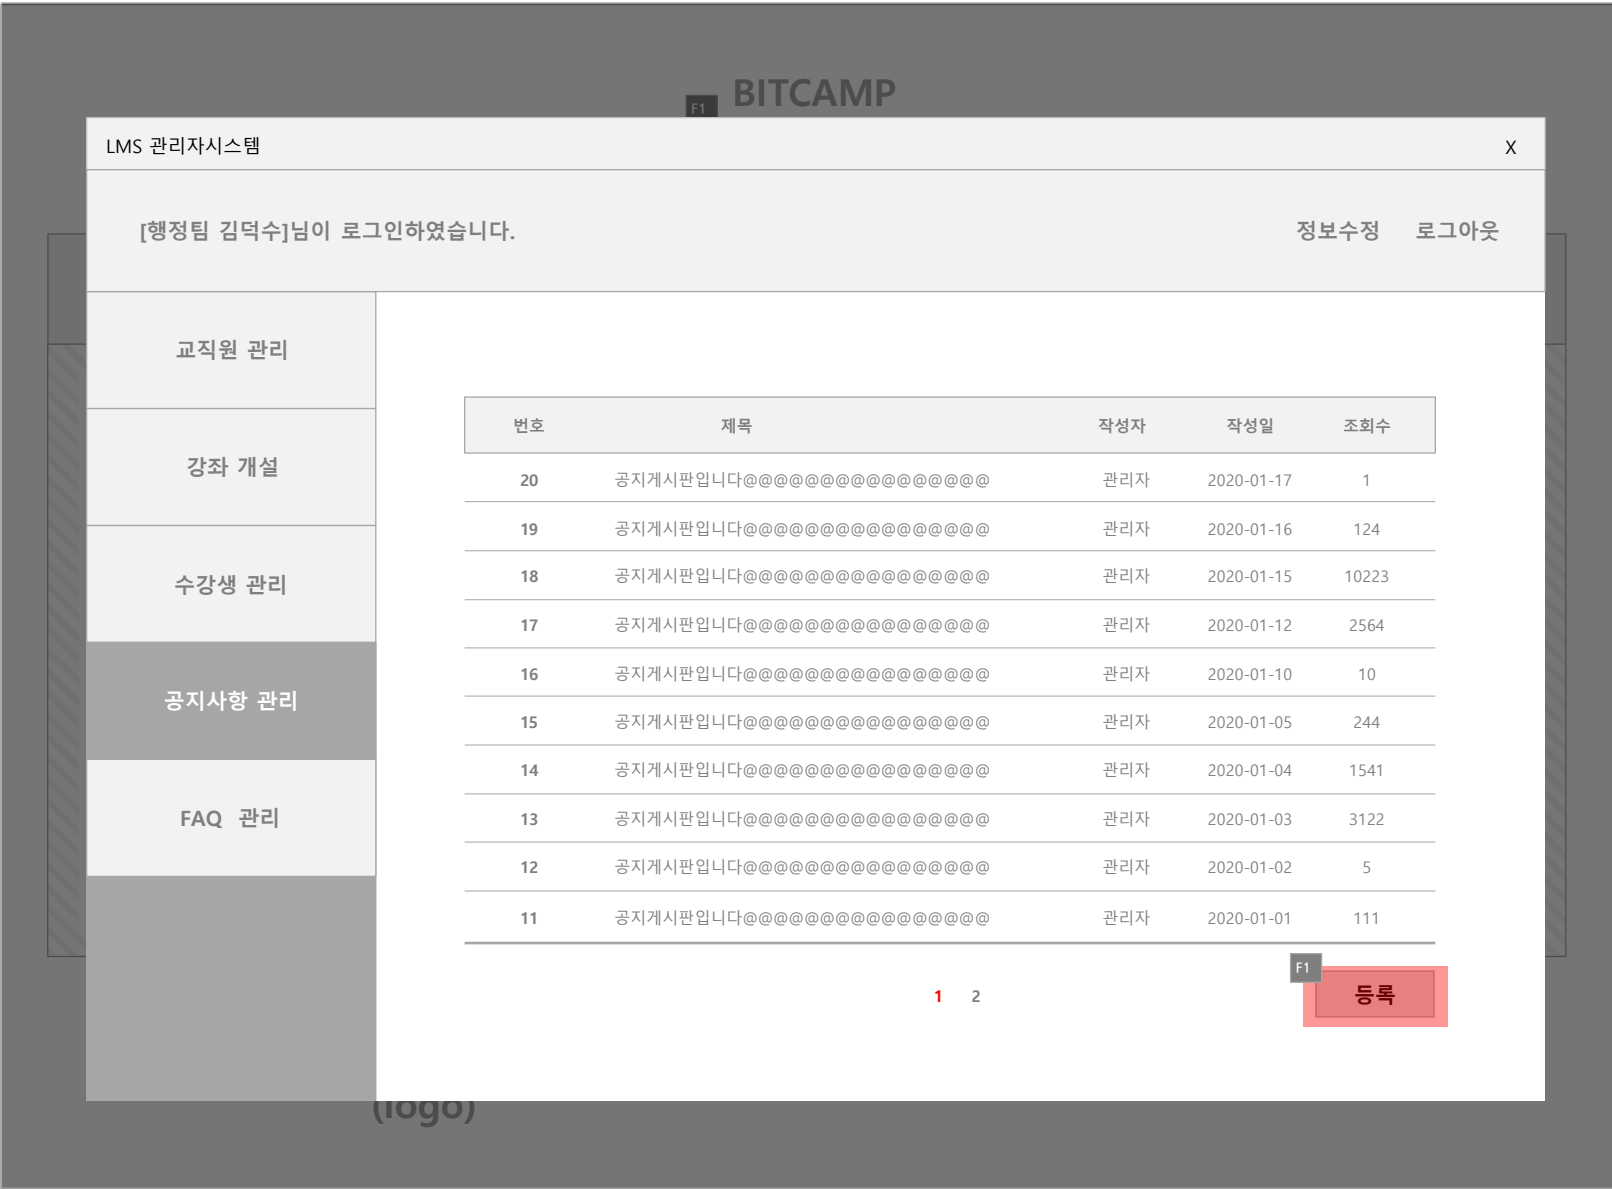 BITCAMP
F1
LMS 관리자시스템 X
[행정팀 김덕수]님이 로그인하였습니다. 정보수정 로그아웃
교직원 관리
강좌 개설
수강생 관리
공지사항 관리
FAQ 관리
번호 제목 작성자 작성일 조회수
20 공지게시판입니다@@@@@@@@@@@@@@@@ 관리자 2020-01-17 1
19 공지게시판입니다@@@@@@@@@@@@@@@@ 관리자 2020-01-16 124
18 공지게시판입니다@@@@@@@@@@@@@@@@ 관리자 2020-01-15 10223
17 공지게시판입니다@@@@@@@@@@@@@@@@ 관리자 2020-01-12 2564
16 공지게시판입니다@@@@@@@@@@@@@@@@ 관리자 2020-01-10 10
15 공지게시판입니다@@@@@@@@@@@@@@@@ 관리자 2020-01-05 244
14 공지게시판입니다@@@@@@@@@@@@@@@@ 관리자 2020-01-04 1541
13 공지게시판입니다@@@@@@@@@@@@@@@@ 관리자 2020-01-03 3122
12 공지게시판입니다@@@@@@@@@@@@@@@@ 관리자 2020-01-02 5
11 공지게시판입니다@@@@@@@@@@@@@@@@ 관리자 2020-01-01 111
F1
1 2 등록
(logo)